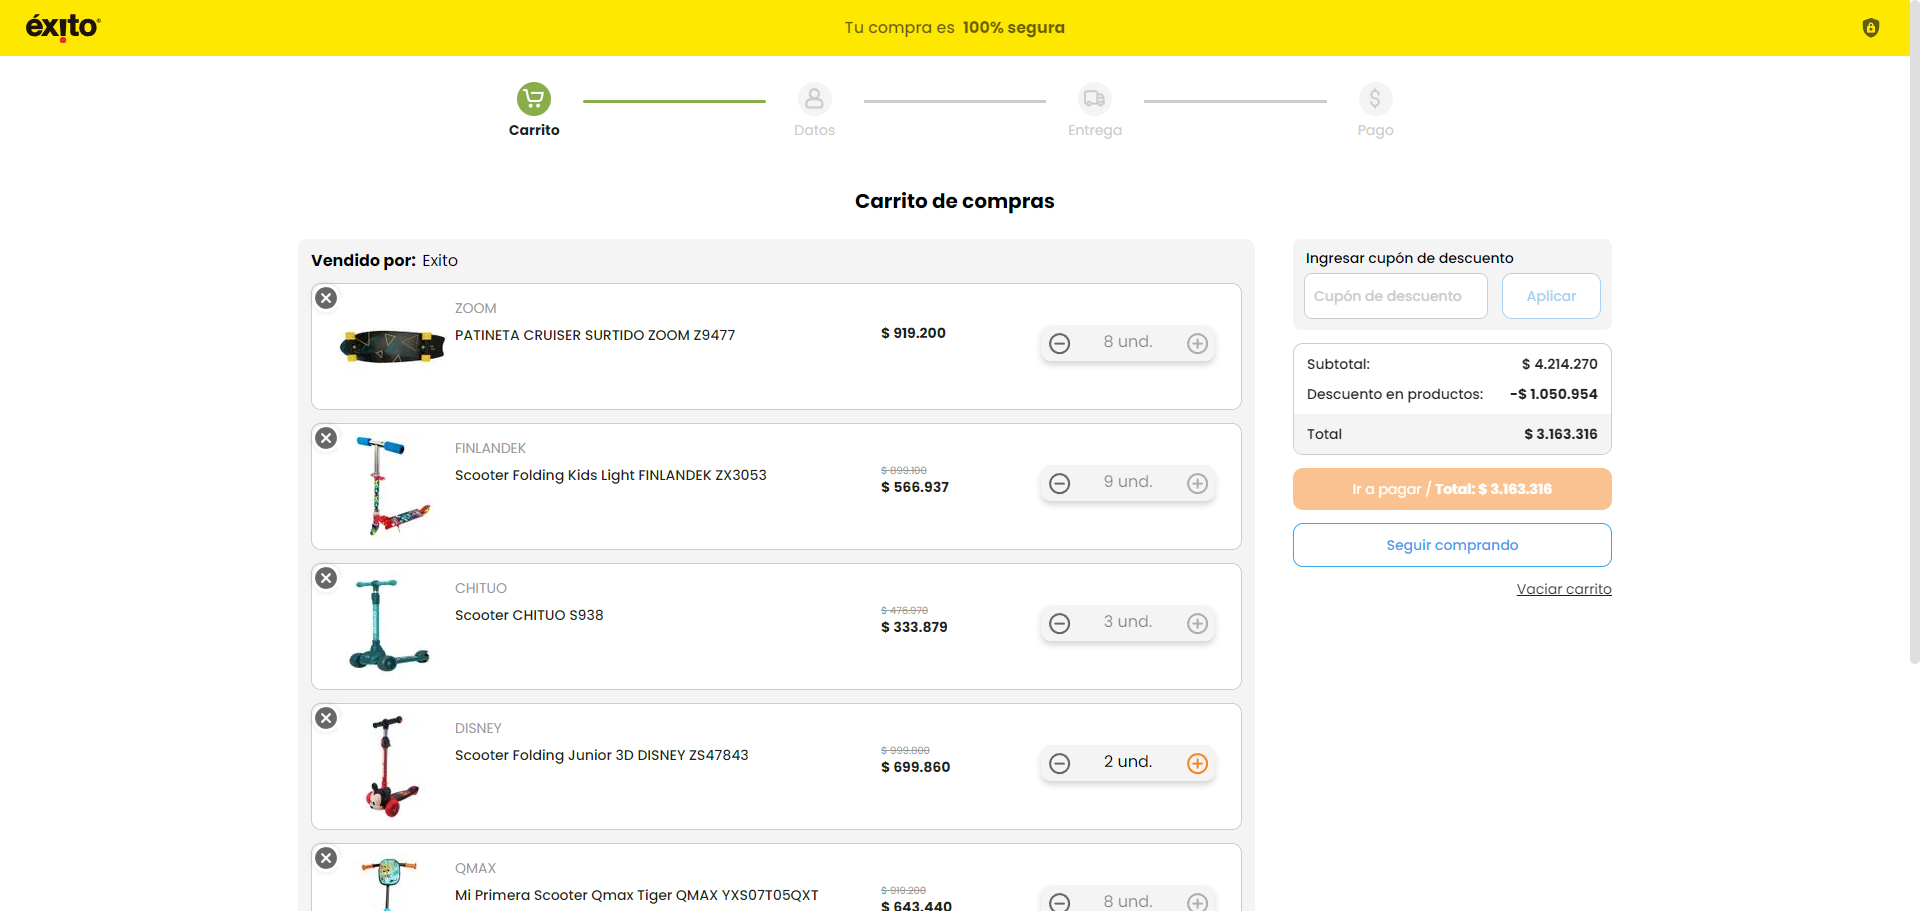 éxito
Tu compra es 100% segura
Carrito
Datos
Entrega
Pago
Carrito de compras
Vendido por: Exito
ZOOM
PATINETA CRUISER SURTIDO ZOOM Z9477
$ 919.200
8 und.
FINLANDEK
Scooter Folding Kids Light FINLANDEK ZX3053
$ 899.100
$ 566.937
9 und.
CHITUO
Scooter CHITUO S938
$ 476.970
$ 333.879
3 und.
DISNEY
Scooter Folding Junior 3D DISNEY ZS47843
$ 999.800
$ 699.860
2 und.
QMAX
Mi Primera Scooter Qmax Tiger QMAX YXS07T05QXT
$ 919.200
$ 643.440
8 und.
Ingresar cupón de descuento
Cupón de descuento
Aplicar
Subtotal: $ 4.214.270
Descuento en productos: -$ 1.050.954
Total $ 3.163.316
Ir a pagar / Total: $ 3.163.316
Seguir comprando
Vaciar carrito